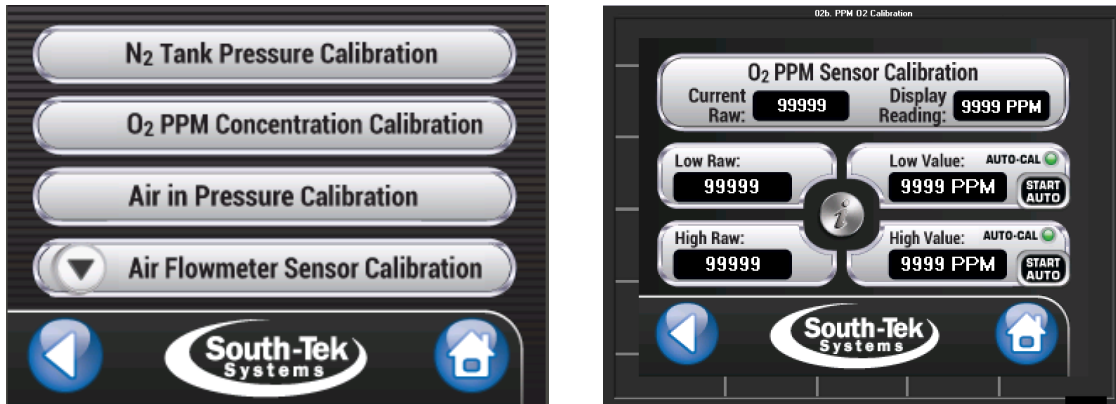 N2 Tank Pressure Calibration
O2 PPM Concentration Calibration
Air in Pressure Calibration
Air Flowmeter Sensor Calibration
South-Tek
Systems
02b. PPM O2 Calibration
O2 PPM Sensor Calibration
Current Raw: 99999 Display Reading: 9999 PPM
Low Raw:
99999
Low Value: AUTO-CAL
9999 PPM START AUTO
i
High Raw:
99999
High Value: AUTO-CAL
9999 PPM START AUTO
South-Tek
Systems